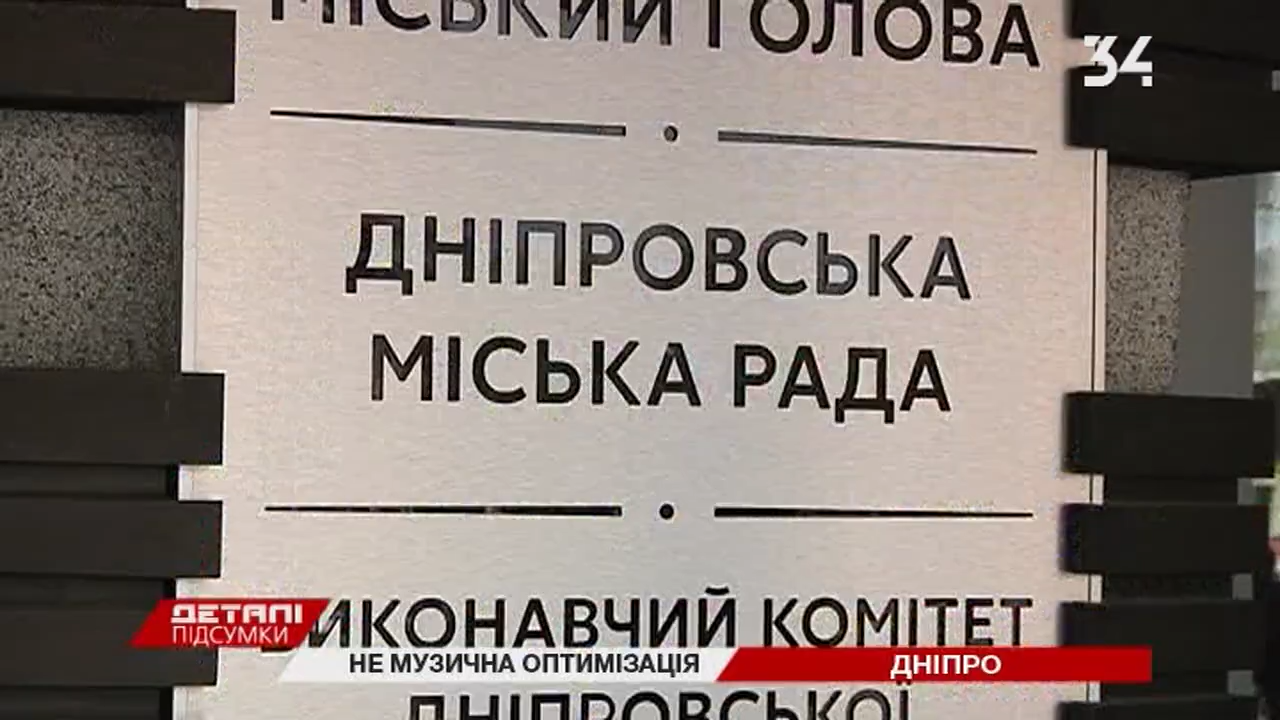 МІСЬКИЙ ГОЛОВА
34
ДНІПРОВСЬКА
МІСЬКА РАДА
ВИКОНАВЧИЙ КОМІТЕТ
ДНІПРОВСЬКОЇ
ДЕТАЛІ
ПІДСУМКИ
НЕ МУЗИЧНА ОПТИМІЗАЦІЯ
ДНІПРО